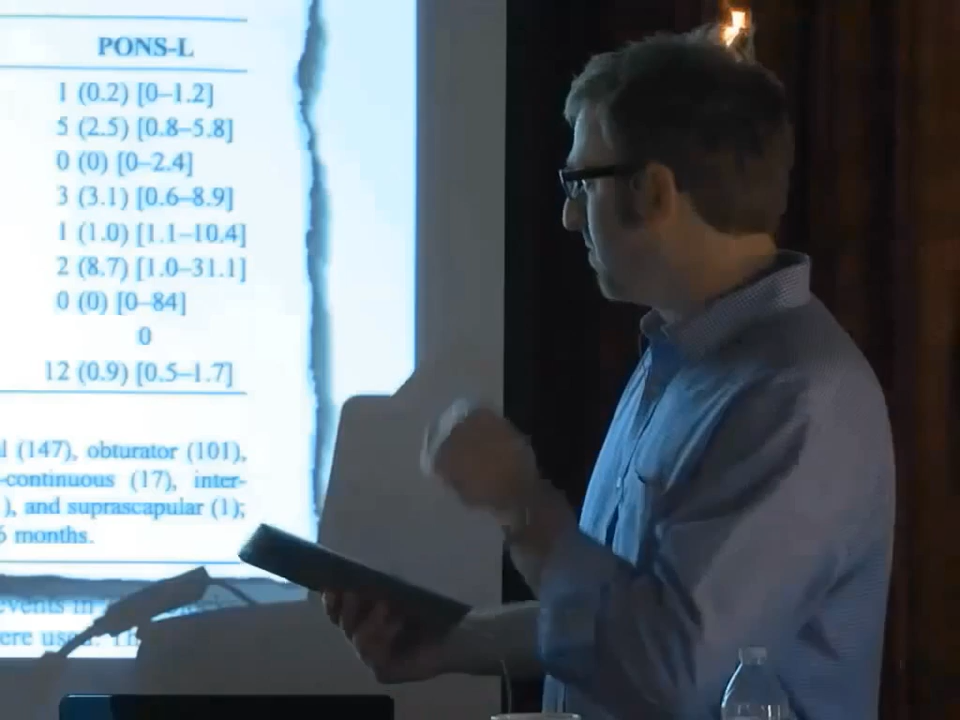 PONS-L
1 (0.2) [0–1.2]
5 (2.5) [0.8–5.8]
0 (0) [0–2.4]
3 (3.1) [0.6–8.9]
1 (1.0) [1.1–10.4]
2 (8.7) [1.0–31.1]
0 (0) [0–84]
0
12 (0.9) [0.5–1.7]
(147), obturator (101),
-continuous (17), inter-
), and suprascapular (1);
months.
events in
used.